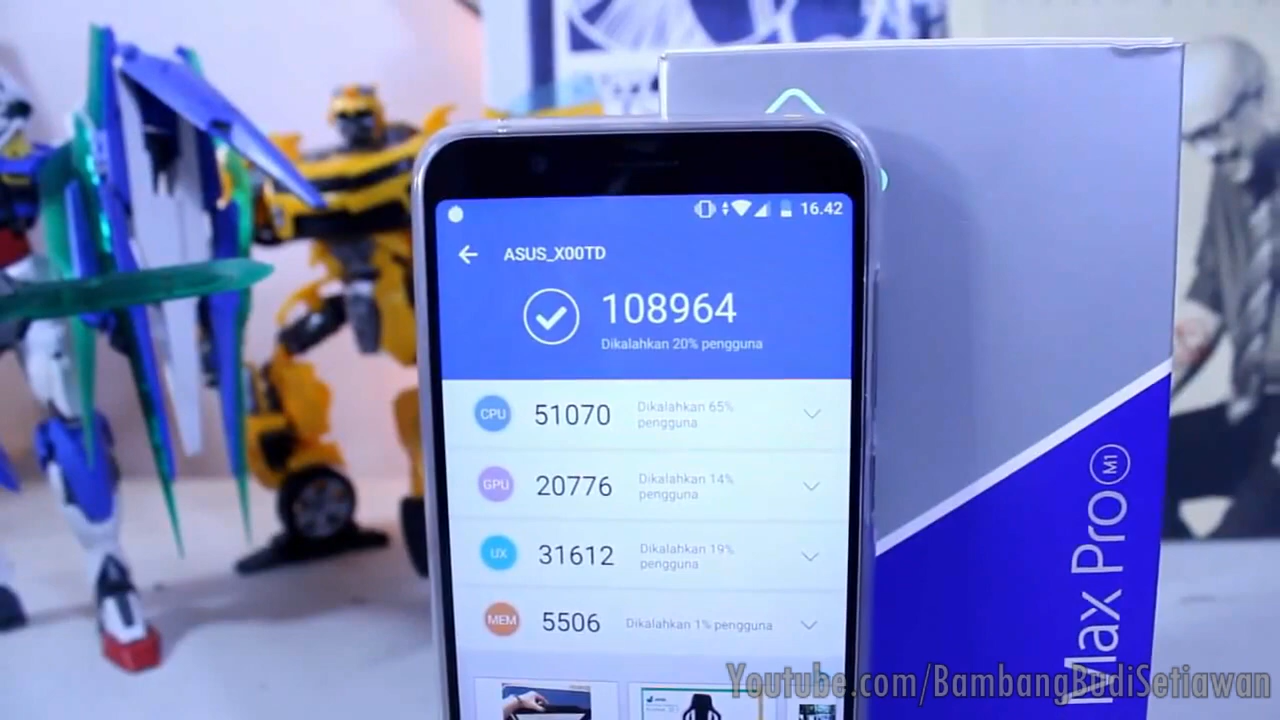 16.42
ASUS_X00TD
108964
Dikalahkan 20% pengguna
CPU
51070
Dikalahkan 65%
pengguna
GPU
20776
Dikalahkan 14%
pengguna
UX
31612
Dikalahkan 19%
pengguna
MEM
5506
Dikalahkan 1% pengguna
Max Pro M1
Youtube.com/BambangBudiSetiawan